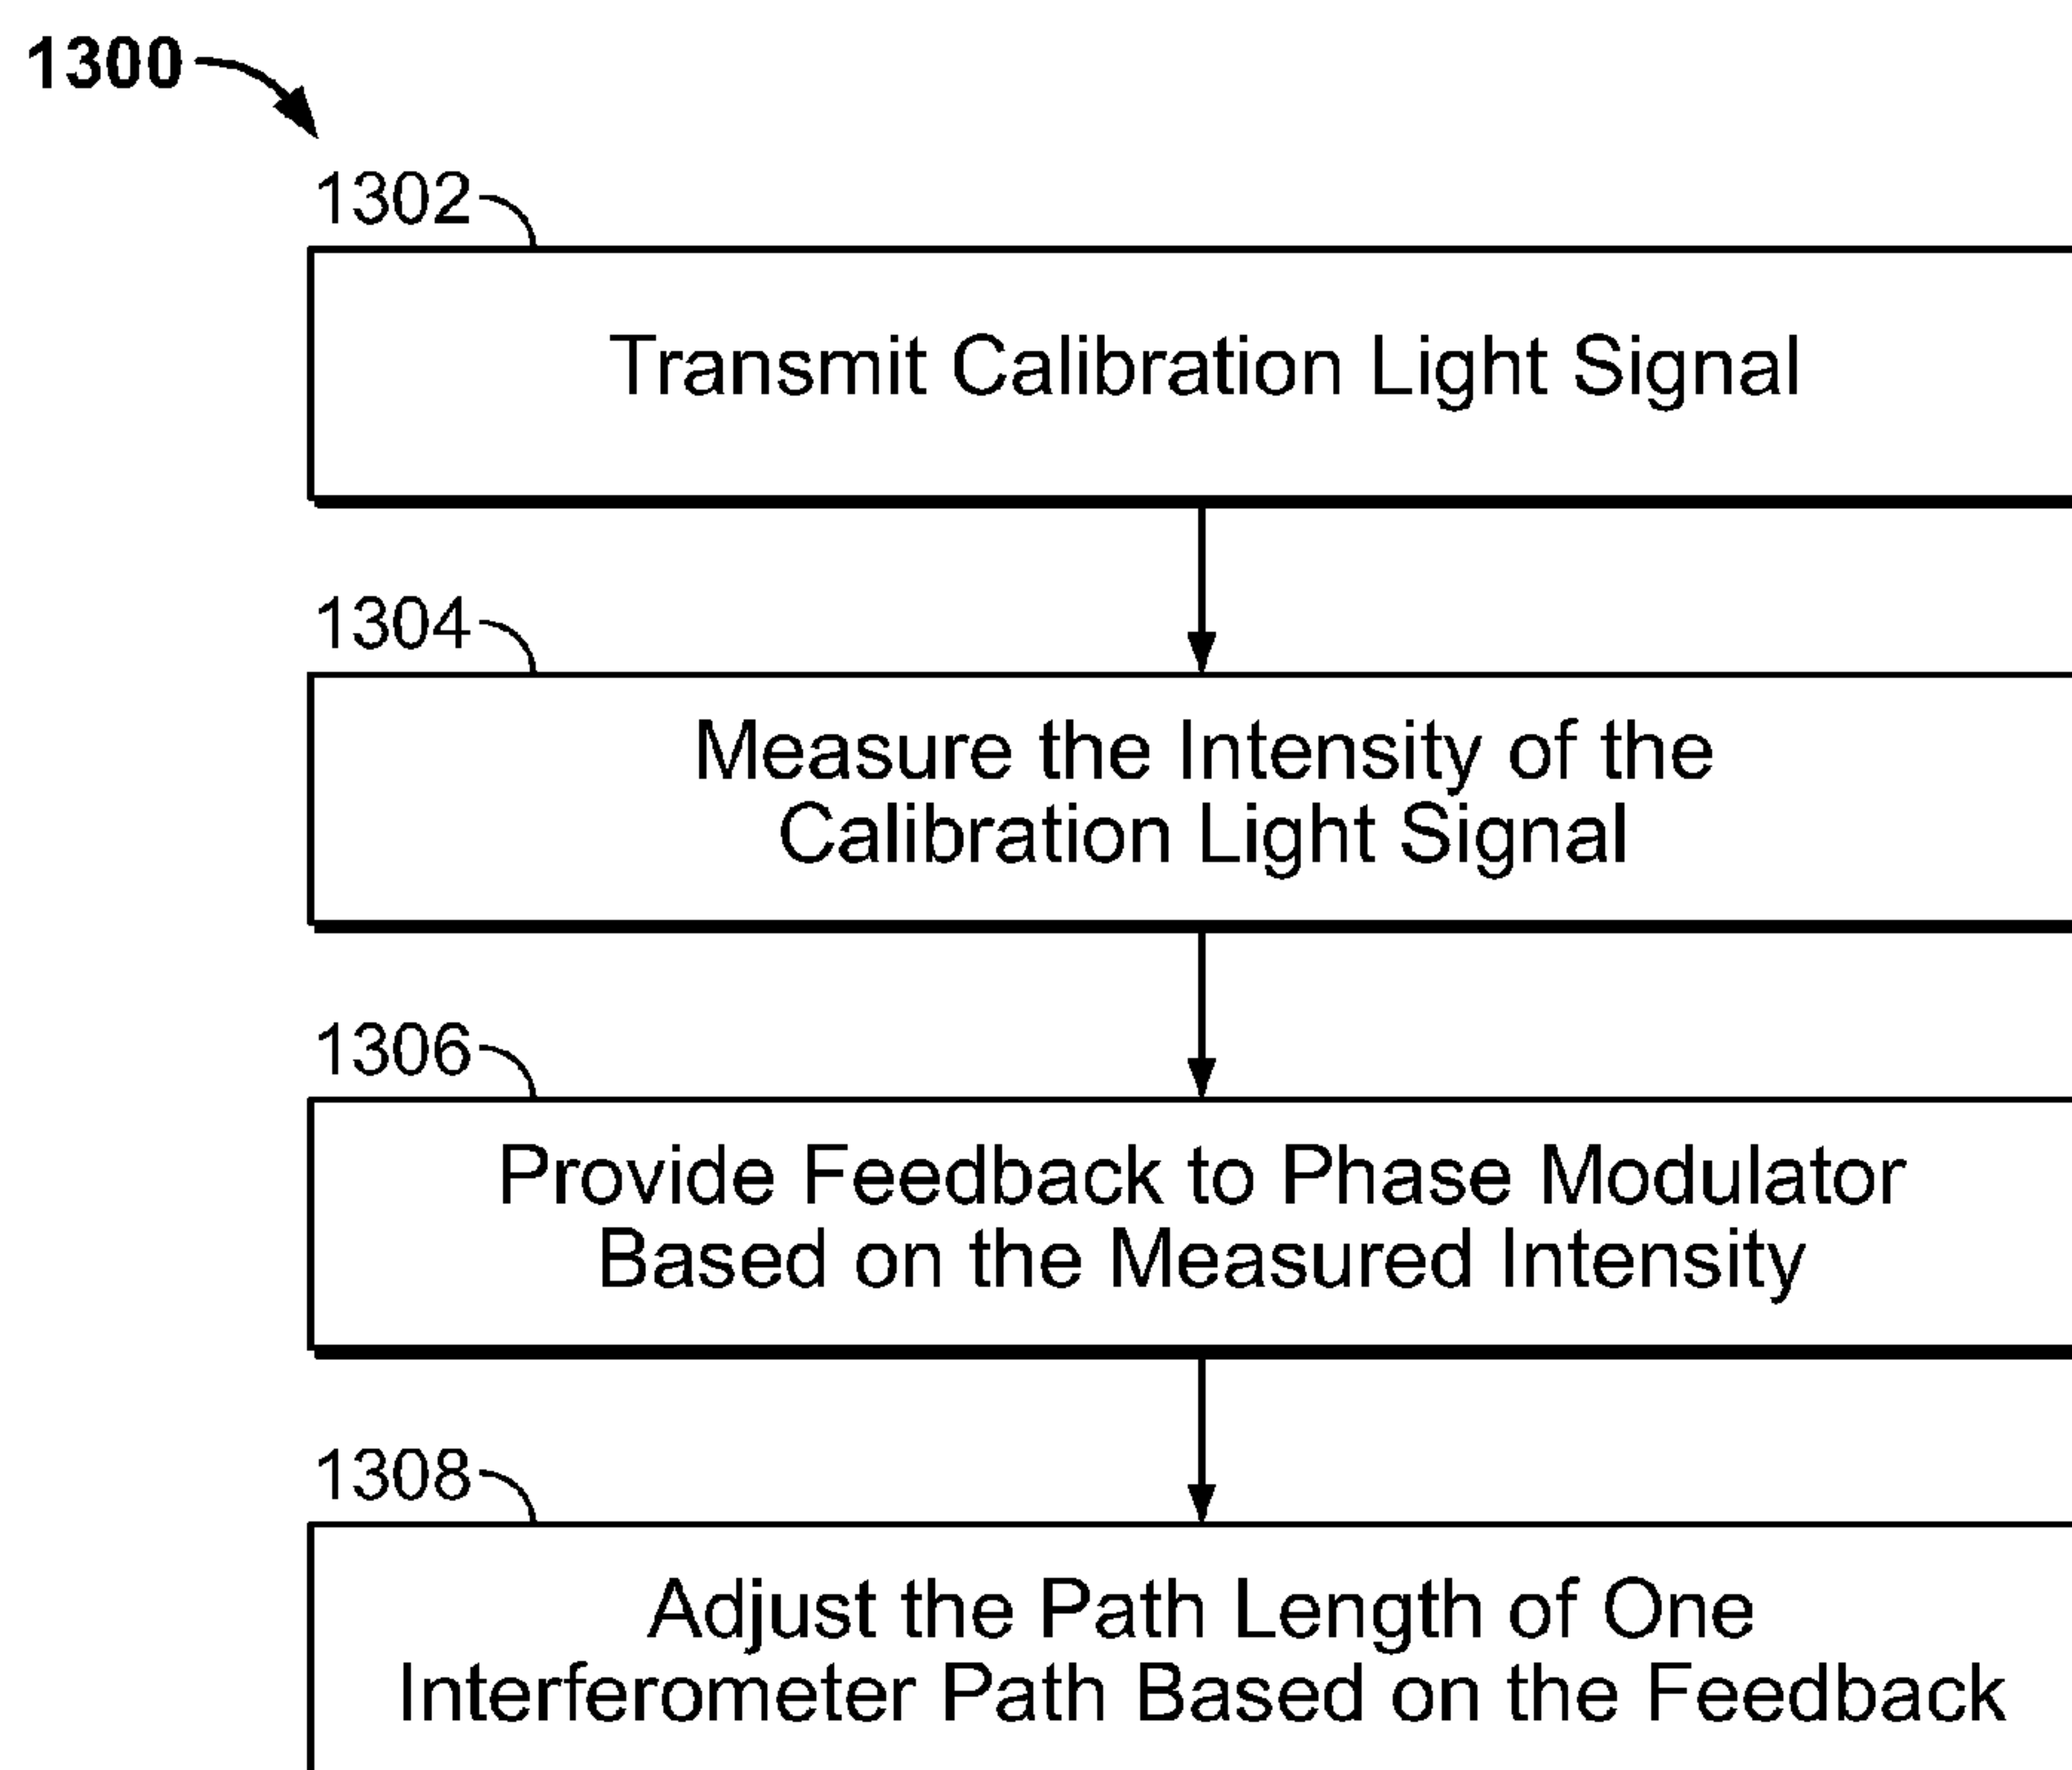 1300
1302
Transmit Calibration Light Signal
1304
Measure the Intensity of the
Calibration Light Signal
1306
Provide Feedback to Phase Modulator
Based on the Measured Intensity
1308
Adjust the Path Length of One
Interferometer Path Based on the Feedback